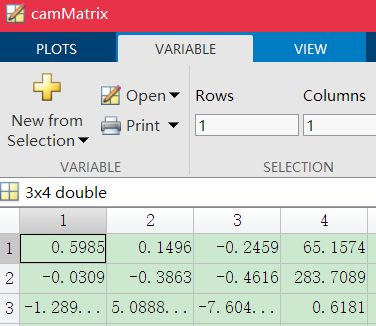 camMatrix
PLOTS VARIABLE VIEW
New from
Selection
Open
Print
Rows Columns
1 1
VARIABLE SELECTION
3x4 double
1 2 3 4
1 0.5985 0.1496 -0.2459 65.1574
2 -0.0309 -0.3863 -0.4616 283.7089
3 -1.289... 5.0888... -7.604... 0.6181